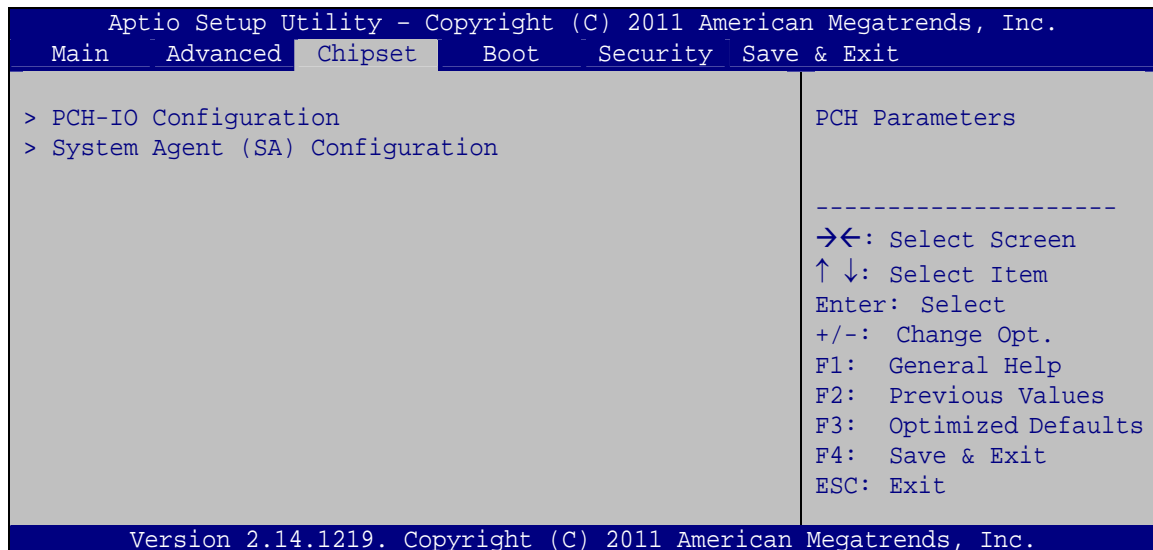 Aptio Setup Utility – Copyright (C) 2011 American Megatrends, Inc.
Main Advanced Chipset Boot Security Save & Exit
> PCH-IO Configuration
> System Agent (SA) Configuration
PCH Parameters
---------------------
→←: Select Screen
↑ ↓: Select Item
Enter: Select
+/-: Change Opt.
F1: General Help
F2: Previous Values
F3: Optimized Defaults
F4: Save & Exit
ESC: Exit
Version 2.14.1219. Copyright (C) 2011 American Megatrends, Inc.